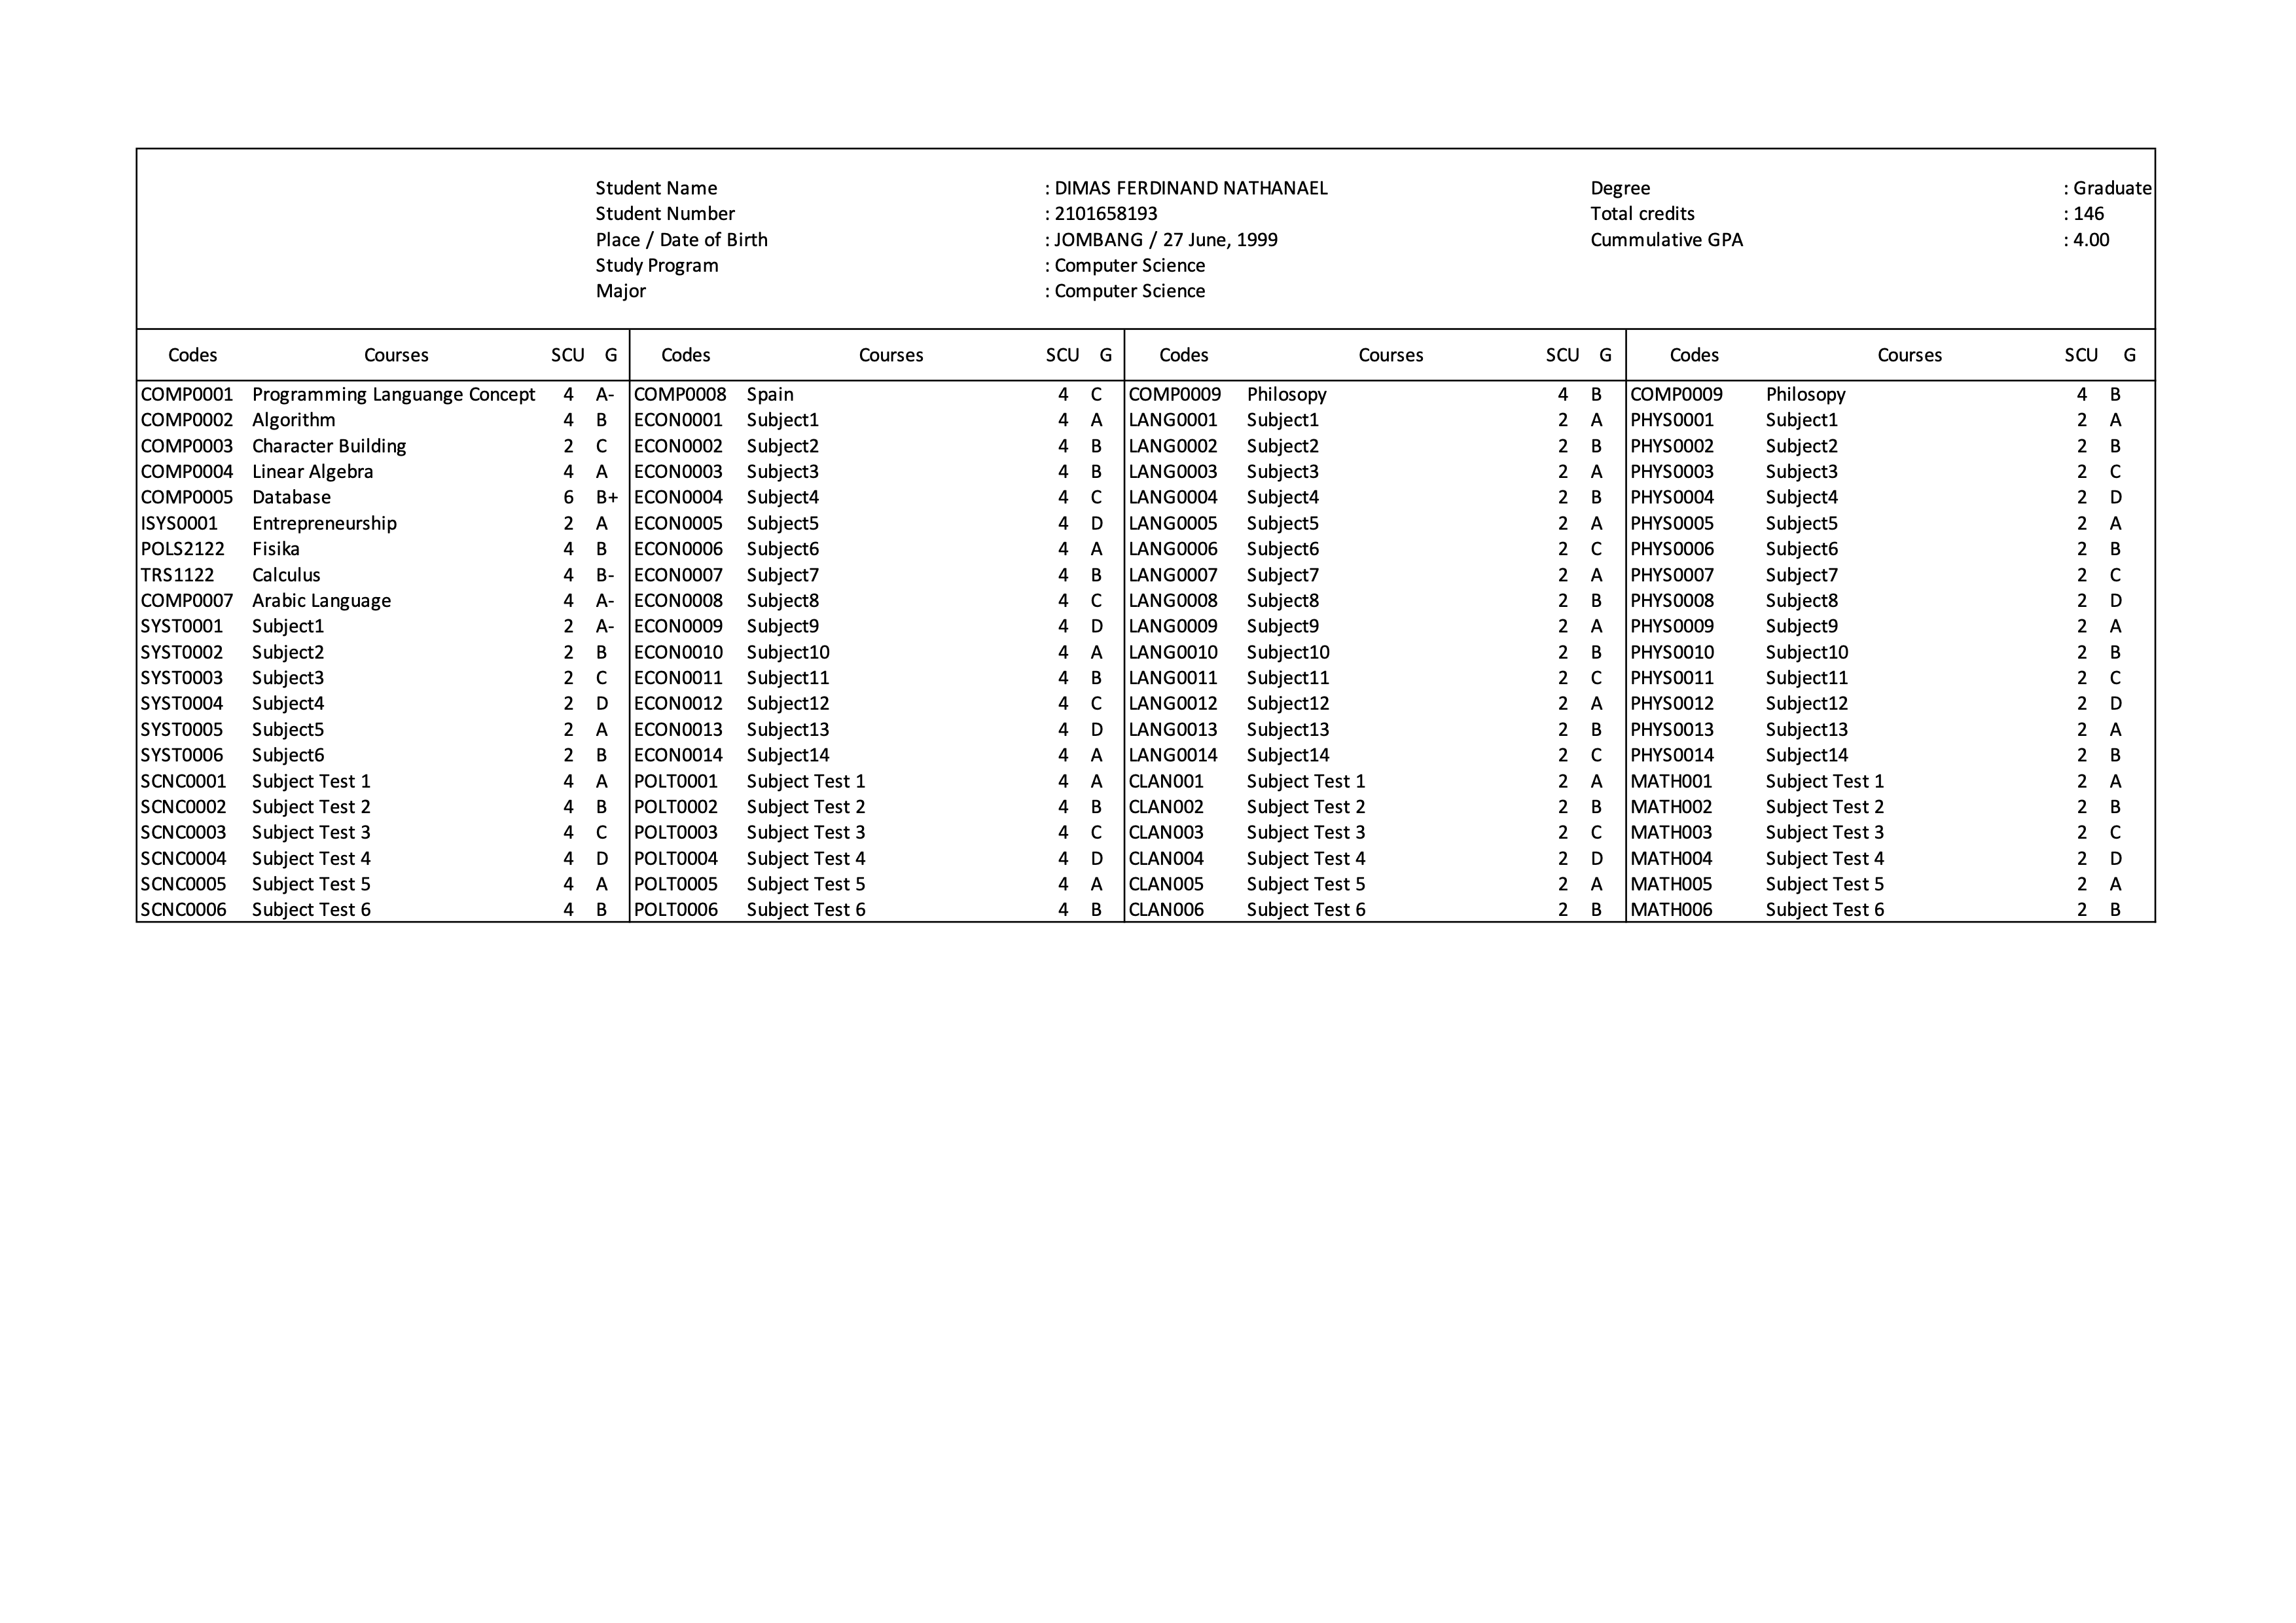 Student Name : DIMAS FERDINAND NATHANAEL Degree : Graduate
Student Number : 2101658193 Total credits : 146
Place / Date of Birth : JOMBANG / 27 June, 1999 Cummulative GPA : 4.00
Study Program : Computer Science
Major : Computer Science
Codes Courses SCU G Codes Courses SCU G Codes Courses SCU G Codes Courses SCU G
COMP0001 Programming Languange Concept 4 A- COMP0008 Spain 4 C COMP0009 Philosopy 4 B COMP0009 Philosopy 4 B
COMP0002 Algorithm 4 B ECON0001 Subject1 4 A LANG0001 Subject1 2 A PHYS0001 Subject1 2 A
COMP0003 Character Building 2 C ECON0002 Subject2 4 B LANG0002 Subject2 2 B PHYS0002 Subject2 2 B
COMP0004 Linear Algebra 4 A ECON0003 Subject3 4 B LANG0003 Subject3 2 A PHYS0003 Subject3 2 C
COMP0005 Database 6 B+ ECON0004 Subject4 4 C LANG0004 Subject4 2 B PHYS0004 Subject4 2 D
ISYS0001 Entrepreneurship 2 A ECON0005 Subject5 4 D LANG0005 Subject5 2 A PHYS0005 Subject5 2 A
POLS2122 Fisika 4 B ECON0006 Subject6 4 A LANG0006 Subject6 2 C PHYS0006 Subject6 2 B
TRS1122 Calculus 4 B- ECON0007 Subject7 4 B LANG0007 Subject7 2 A PHYS0007 Subject7 2 C
COMP0007 Arabic Language 4 A- ECON0008 Subject8 4 C LANG0008 Subject8 2 B PHYS0008 Subject8 2 D
SYST0001 Subject1 2 A- ECON0009 Subject9 4 D LANG0009 Subject9 2 A PHYS0009 Subject9 2 A
SYST0002 Subject2 2 B ECON0010 Subject10 4 A LANG0010 Subject10 2 B PHYS0010 Subject10 2 B
SYST0003 Subject3 2 C ECON0011 Subject11 4 B LANG0011 Subject11 2 C PHYS0011 Subject11 2 C
SYST0004 Subject4 2 D ECON0012 Subject12 4 C LANG0012 Subject12 2 A PHYS0012 Subject12 2 D
SYST0005 Subject5 2 A ECON0013 Subject13 4 D LANG0013 Subject13 2 B PHYS0013 Subject13 2 A
SYST0006 Subject6 2 B ECON0014 Subject14 4 A LANG0014 Subject14 2 C PHYS0014 Subject14 2 B
SCNC0001 Subject Test 1 4 A POLT0001 Subject Test 1 4 A CLAN001 Subject Test 1 2 A MATH001 Subject Test 1 2 A
SCNC0002 Subject Test 2 4 B POLT0002 Subject Test 2 4 B CLAN002 Subject Test 2 2 B MATH002 Subject Test 2 2 B
SCNC0003 Subject Test 3 4 C POLT0003 Subject Test 3 4 C CLAN003 Subject Test 3 2 C MATH003 Subject Test 3 2 C
SCNC0004 Subject Test 4 4 D POLT0004 Subject Test 4 4 D CLAN004 Subject Test 4 2 D MATH004 Subject Test 4 2 D
SCNC0005 Subject Test 5 4 A POLT0005 Subject Test 5 4 A CLAN005 Subject Test 5 2 A MATH005 Subject Test 5 2 A
SCNC0006 Subject Test 6 4 B POLT0006 Subject Test 6 4 B CLAN006 Subject Test 6 2 B MATH006 Subject Test 6 2 B